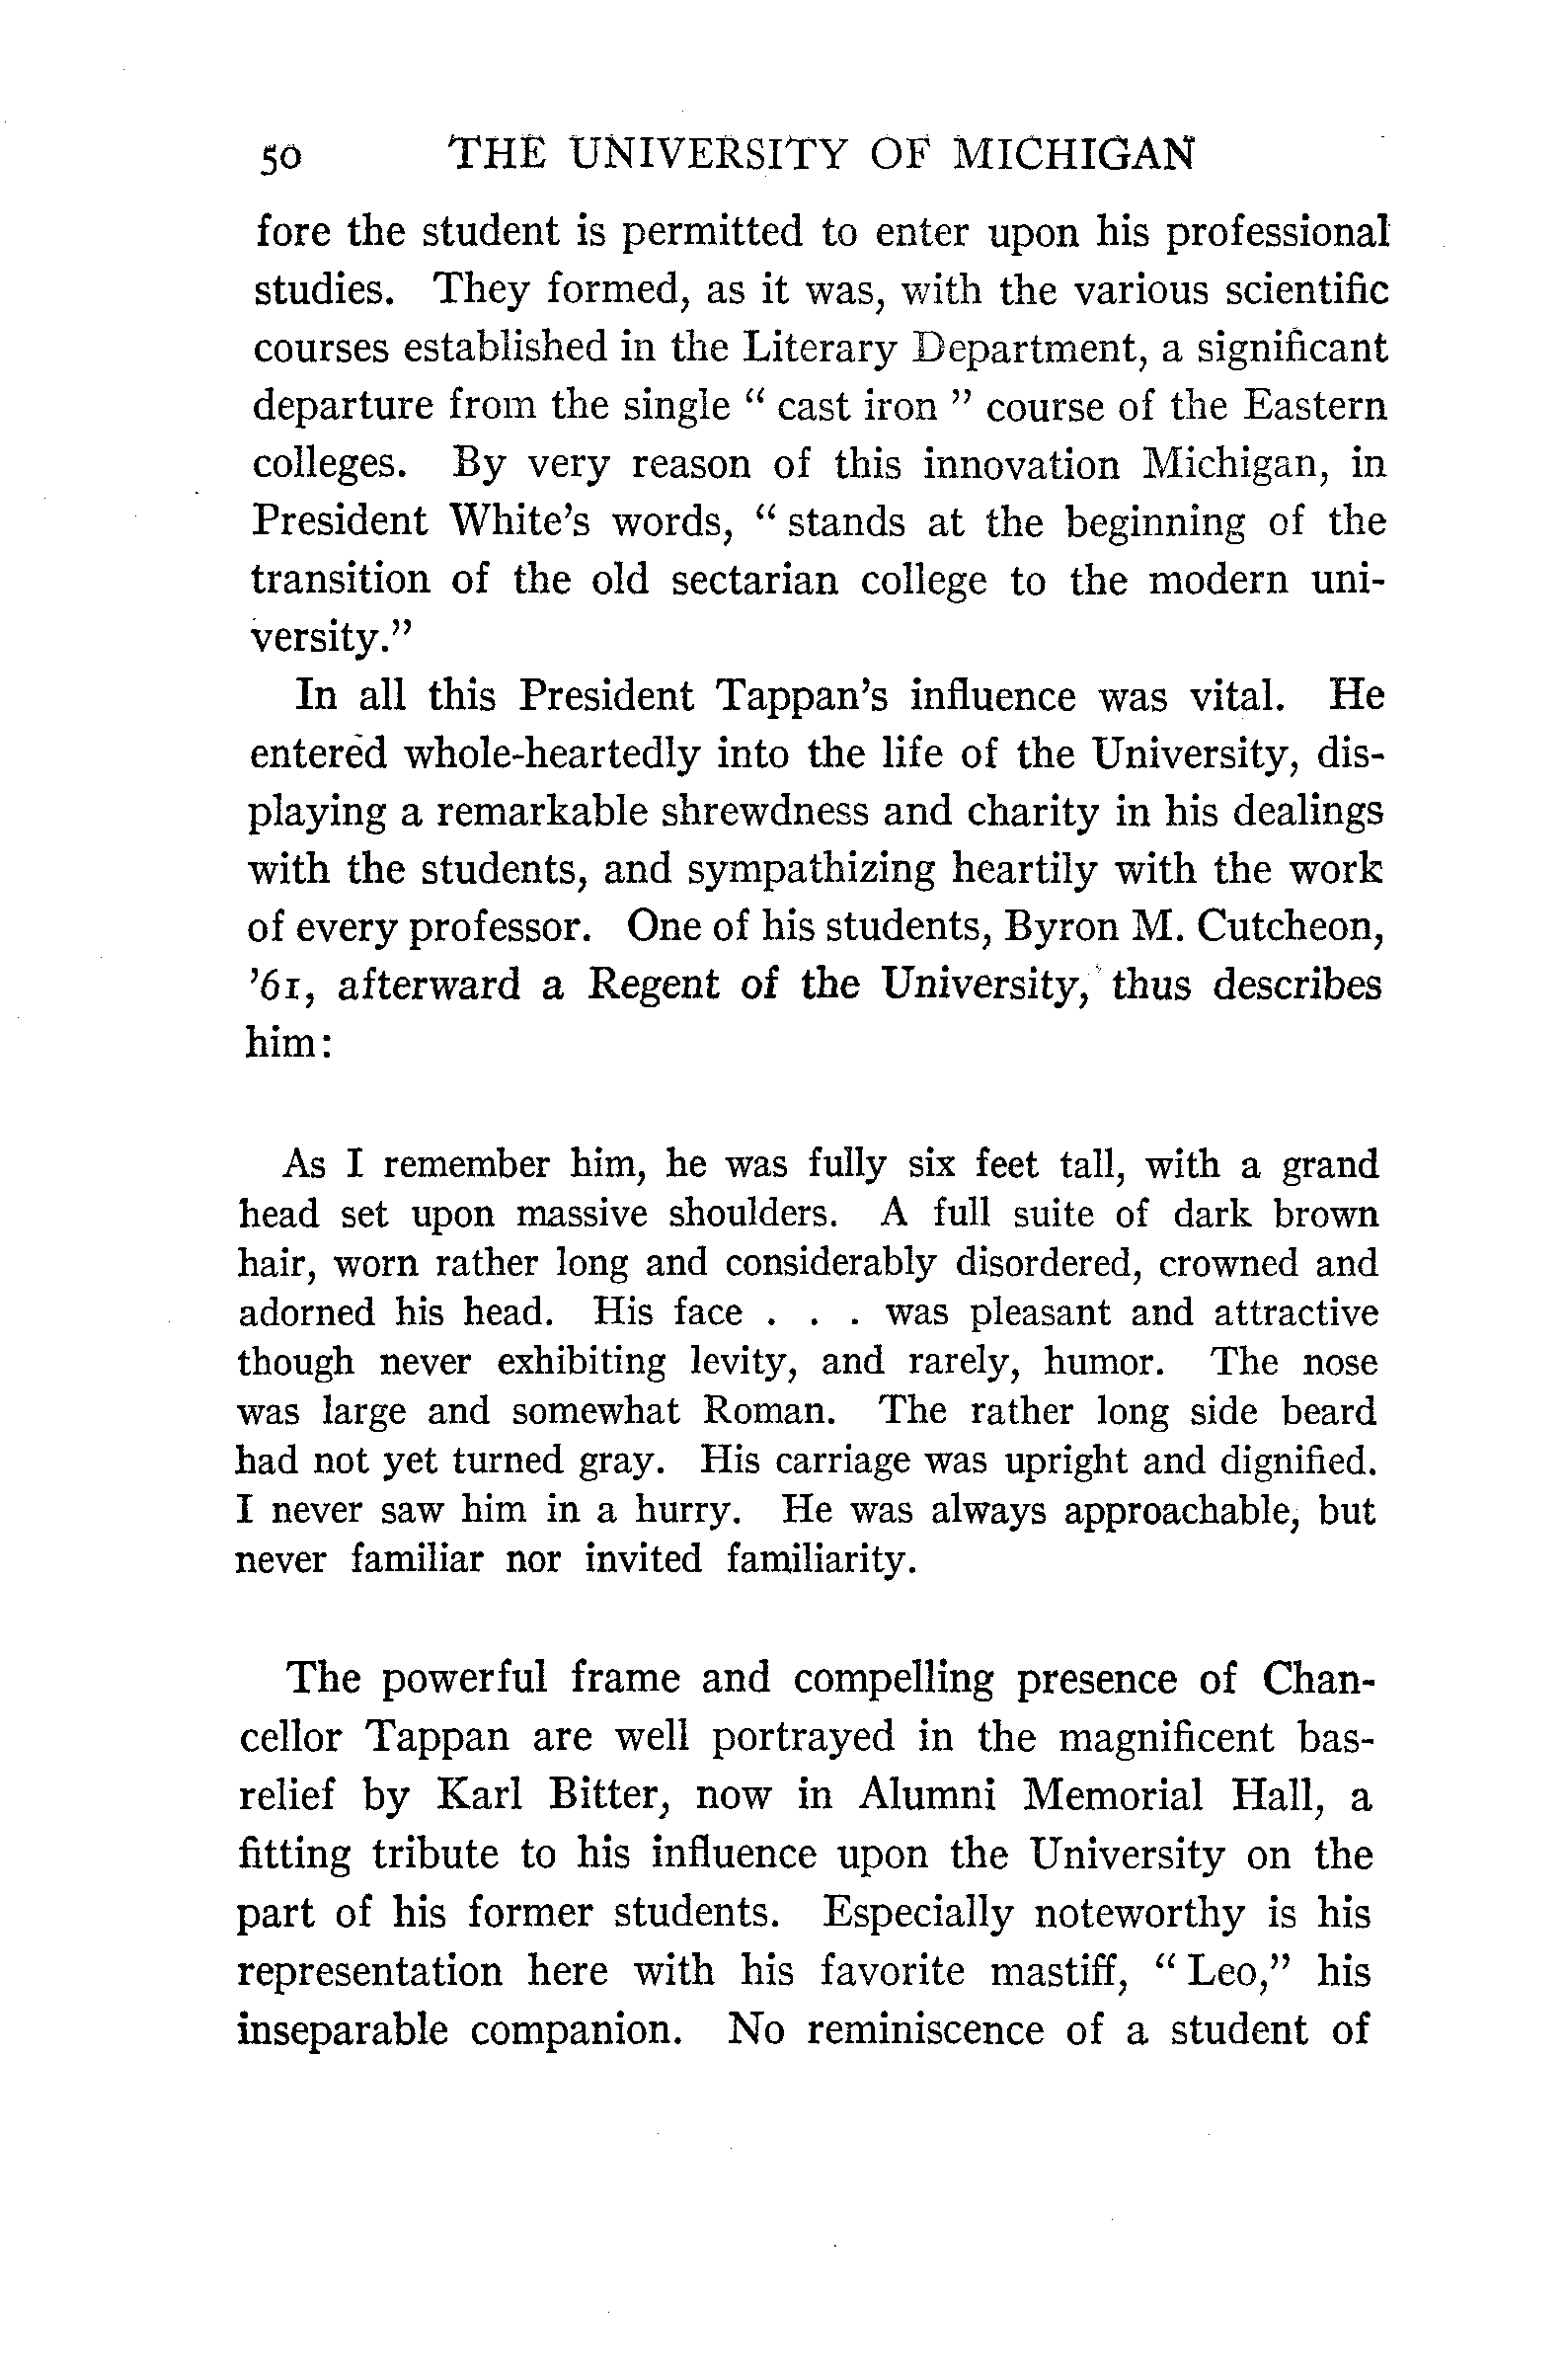 50 THE UNIVERSITY OF MICHIGAN
fore the student is permitted to enter upon his professional
studies. They formed, as it was, with the various scientific
courses established in the Literary Department, a significant
departure from the single “ cast iron ” course of the Eastern
colleges. By very reason of this innovation Michigan, in
President White’s words, “ stands at the beginning of the
transition of the old sectarian college to the modern uni-
versity.”
In all this President Tappan’s influence was vital. He
entered whole-heartedly into the life of the University, dis-
playing a remarkable shrewdness and charity in his dealings
with the students, and sympathizing heartily with the work
of every professor. One of his students, Byron M. Cutcheon,
’61, afterward a Regent of the University, thus describes
him:
As I remember him, he was fully six feet tall, with a grand
head set upon massive shoulders. A full suite of dark brown
hair, worn rather long and considerably disordered, crowned and
adorned his head. His face . . . was pleasant and attractive
though never exhibiting levity, and rarely, humor. The nose
was large and somewhat Roman. The rather long side beard
had not yet turned gray. His carriage was upright and dignified.
I never saw him in a hurry. He was always approachable, but
never familiar nor invited familiarity.
The powerful frame and compelling presence of Chan-
cellor Tappan are well portrayed in the magnificent bas-
relief by Karl Bitter, now in Alumni Memorial Hall, a
fitting tribute to his influence upon the University on the
part of his former students. Especially noteworthy is his
representation here with his favorite mastiff, “ Leo,” his
inseparable companion. No reminiscence of a student of